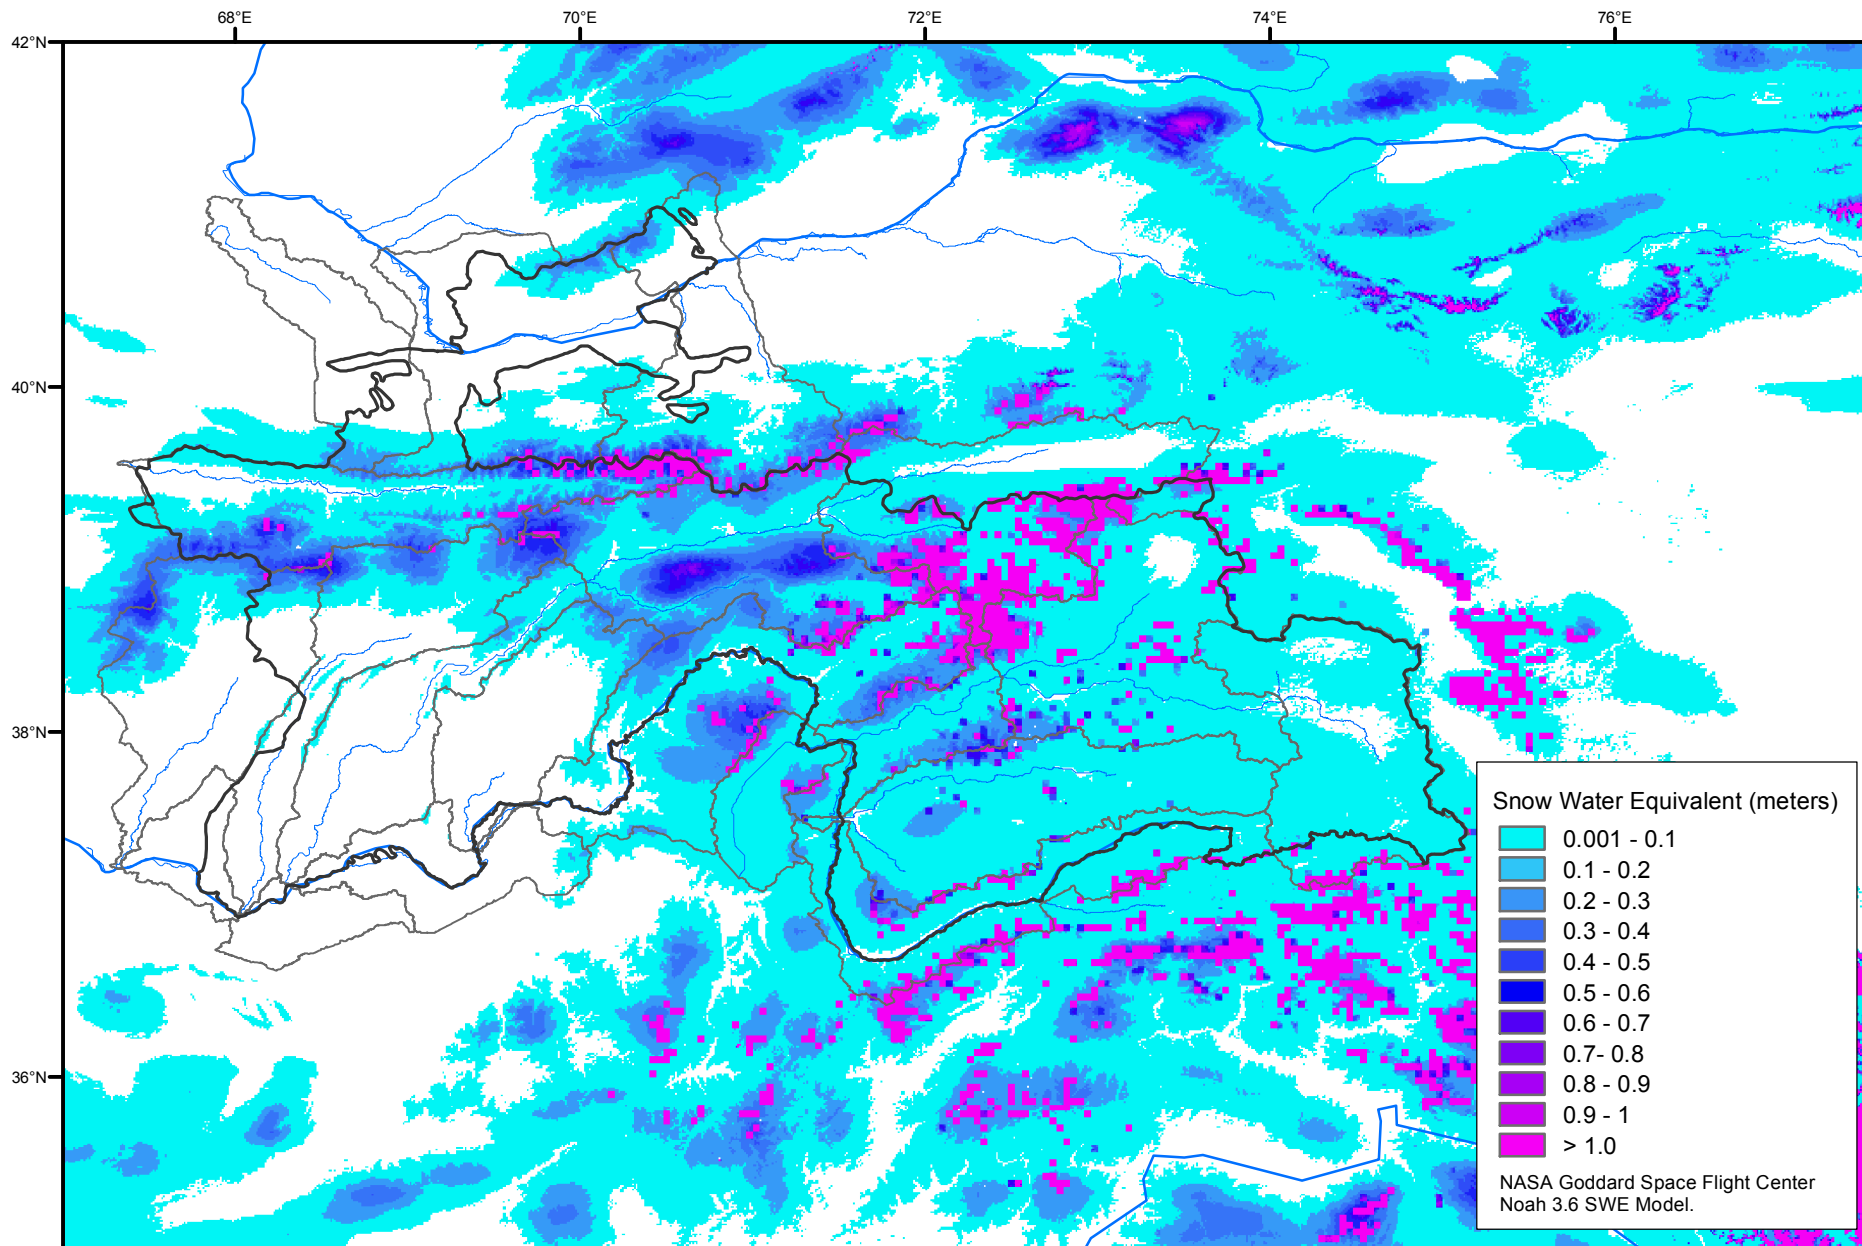 68°E
70°E
72°E
74°E
76°E
42°N
40°N
38°N
36°N
Snow Water Equivalent (meters)
0.001 - 0.1
0.1 - 0.2
0.2 - 0.3
0.3 - 0.4
0.4 - 0.5
0.5 - 0.6
0.6 - 0.7
0.7- 0.8
0.8 - 0.9
0.9 - 1
> 1.0
NASA Goddard Space Flight Center
Noah 3.6 SWE Model.